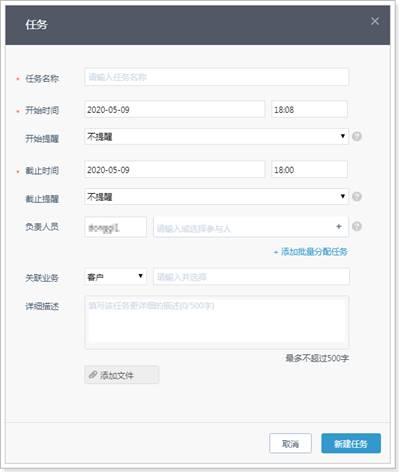 任务
* 任务名称 请输入任务名称
* 开始时间 2020-05-09 18:08
开始提醒 不提醒
* 截止时间 2020-05-09 18:00
截止提醒 不提醒
负责人员 请输入或选择参与人 +
+ 添加批量分配任务
关联业务 客户 请输入并选择
详细描述 填写该任务更详细的描述(0/500字)
最多不超过500字
添加文件
取消 新建任务